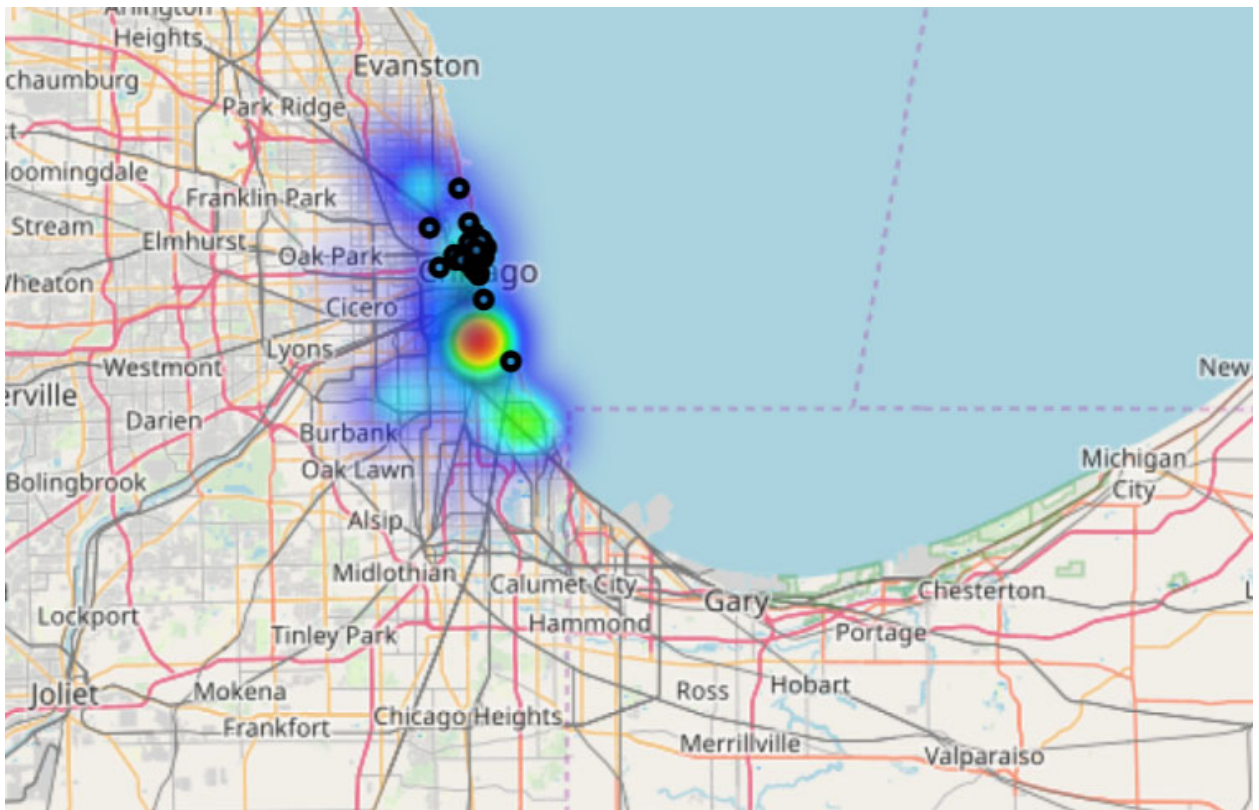 Arlington
Heights
Evanston
chaumburg
Park Ridge
tt
loomingdale
Franklin Park
Stream
Elmhurst
Oak Park
Chicago
Wheaton
Cicero
Lyons
Westmont
New
erville
Darien
Burbank
Oak Lawn
Michigan
City
Bolingbrook
Alsip
Midlothian
Calumet City
Chesterton
L
Gary
Lockport
Hammond
Tinley Park
Portage
Joliet
Mokena
Ross
Hobart
Frankfort
Chicago Heights
Merrillville
Valparaiso